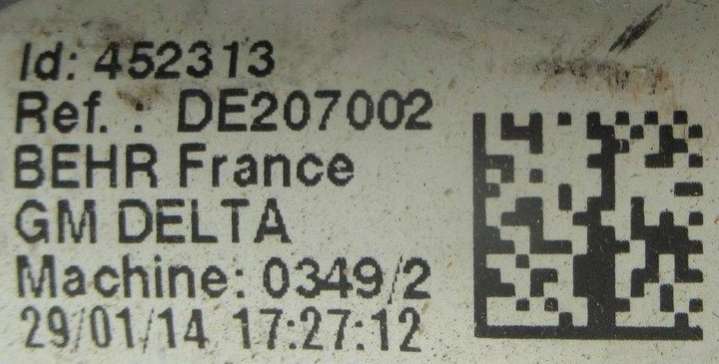 Id: 452313
Ref. : DE207002
BEHR France
GM DELTA
Machine: 0349/2
29/01/14 17:27:12